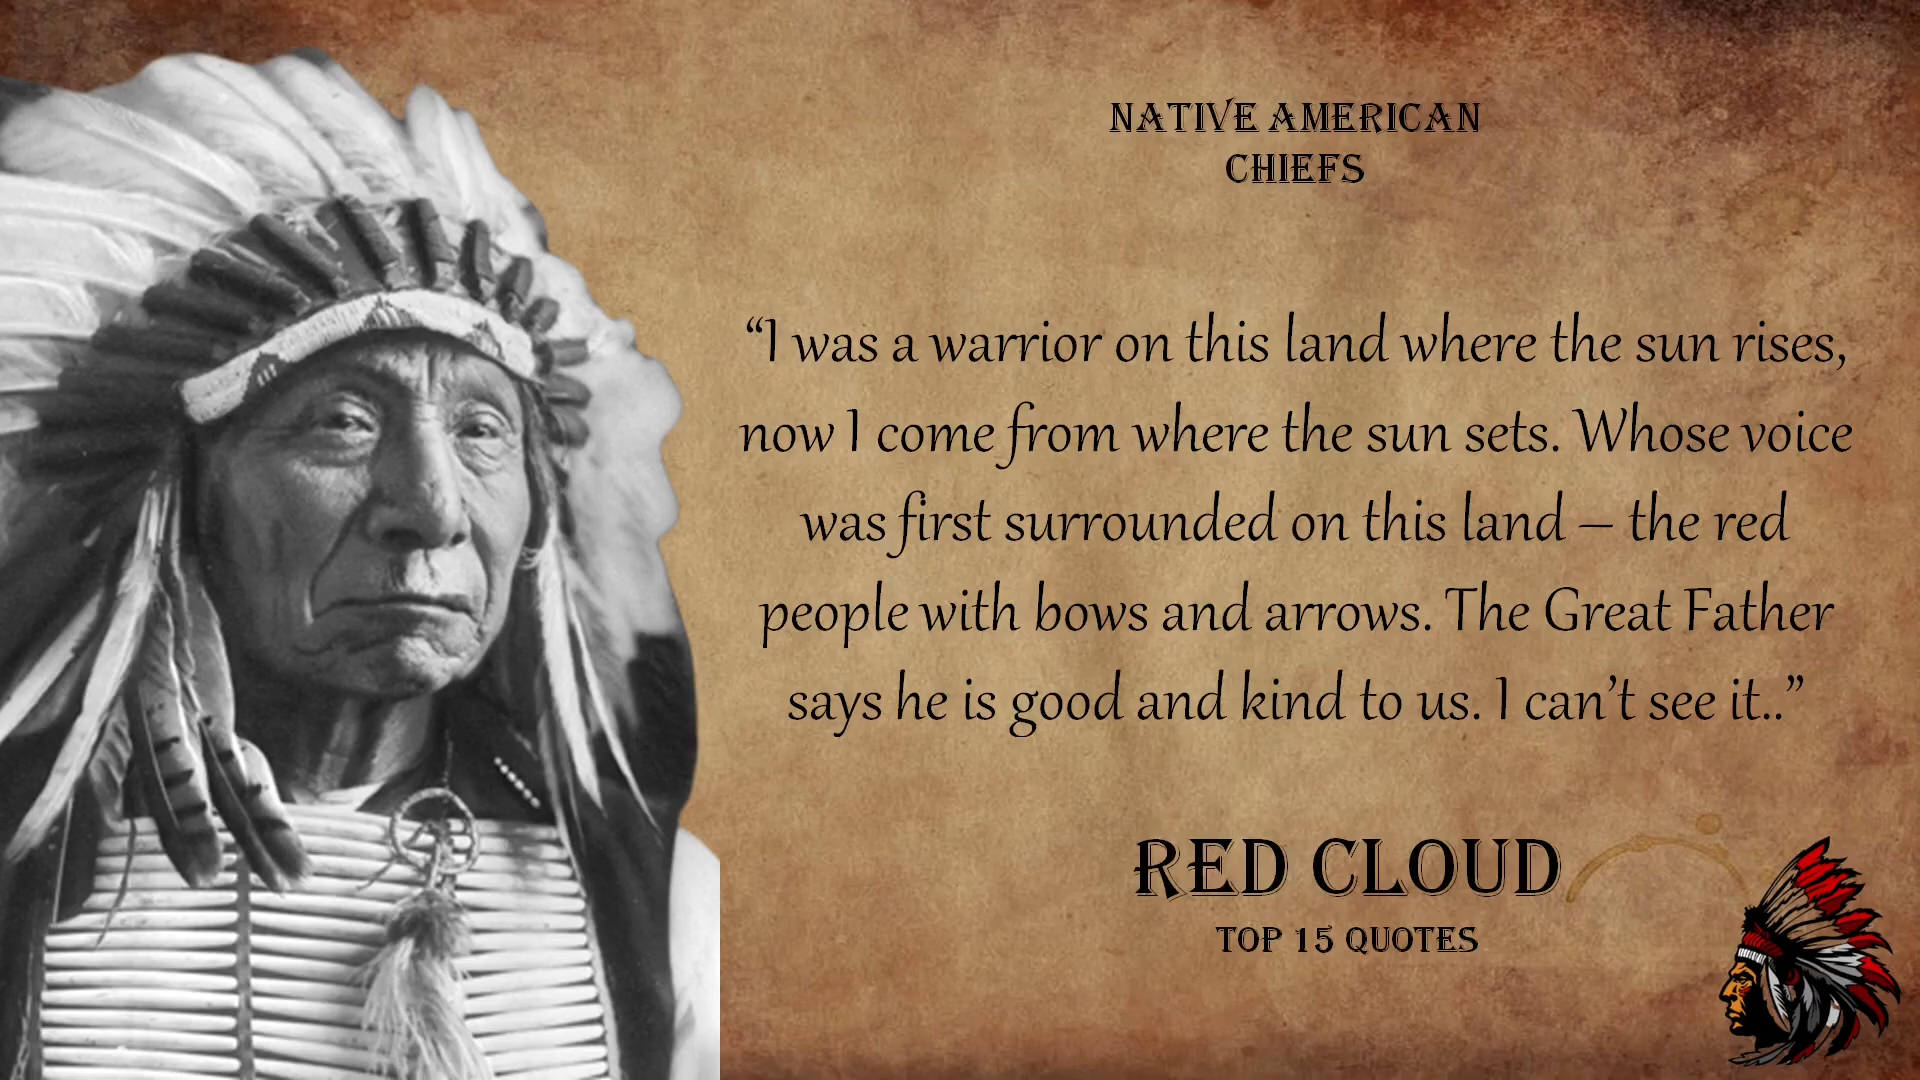 NATIVE AMERICAN
CHIEFS
“I was a warrior on this land where the sun rises,
now I come from where the sun sets. Whose voice
was first surrounded on this land – the red
people with bows and arrows. The Great Father
says he is good and kind to us. I can’t see it..”
RED CLOUD
TOP 15 QUOTES